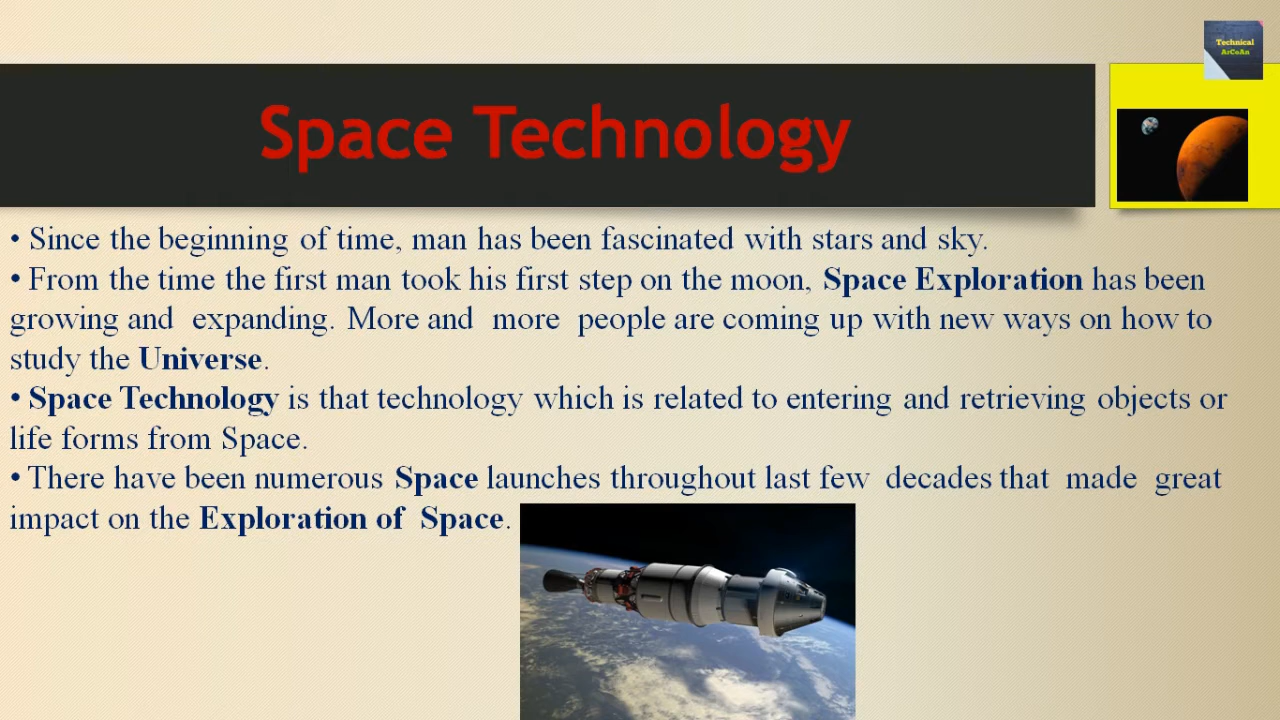 Technical
ArCoAn
Space Technology
• Since the beginning of time, man has been fascinated with stars and sky.
• From the time the first man took his first step on the moon, Space Exploration has been
growing and expanding. More and more people are coming up with new ways on how to
study the Universe.
• Space Technology is that technology which is related to entering and retrieving objects or
life forms from Space.
• There have been numerous Space launches throughout last few decades that made great
impact on the Exploration of Space.